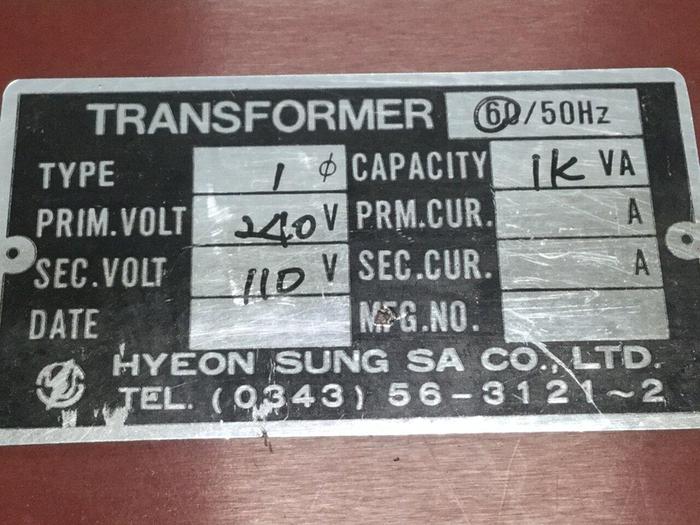 TRANSFORMER 60/50Hz
TYPE 1 ϕ CAPACITY 1K VA
PRIM.VOLT 240 V PRM.CUR. A
SEC.VOLT 110 V SEC.CUR. A
DATE MFG.NO.
HYEON SUNG SA CO., LTD.
TEL. (0343) 56-3121~2